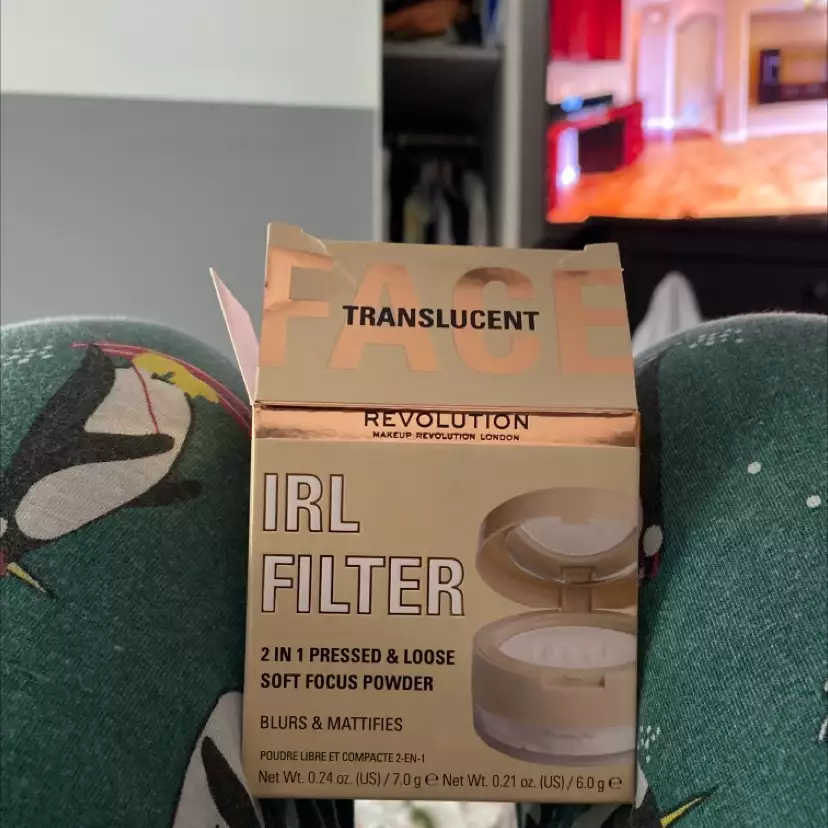 FACE
TRANSLUCENT
REVOLUTION
MAKEUP REVOLUTION LONDON
IRL
FILTER
2 IN 1 PRESSED & LOOSE
SOFT FOCUS POWDER
BLURS & MATTIFIES
POUDRE LIBRE ET COMPACTE 2-EN-1
Net Wt. 0.24 oz. (US) / 7.0 g ℮ Net Wt. 0.21 oz. (US) / 6.0 g ℮